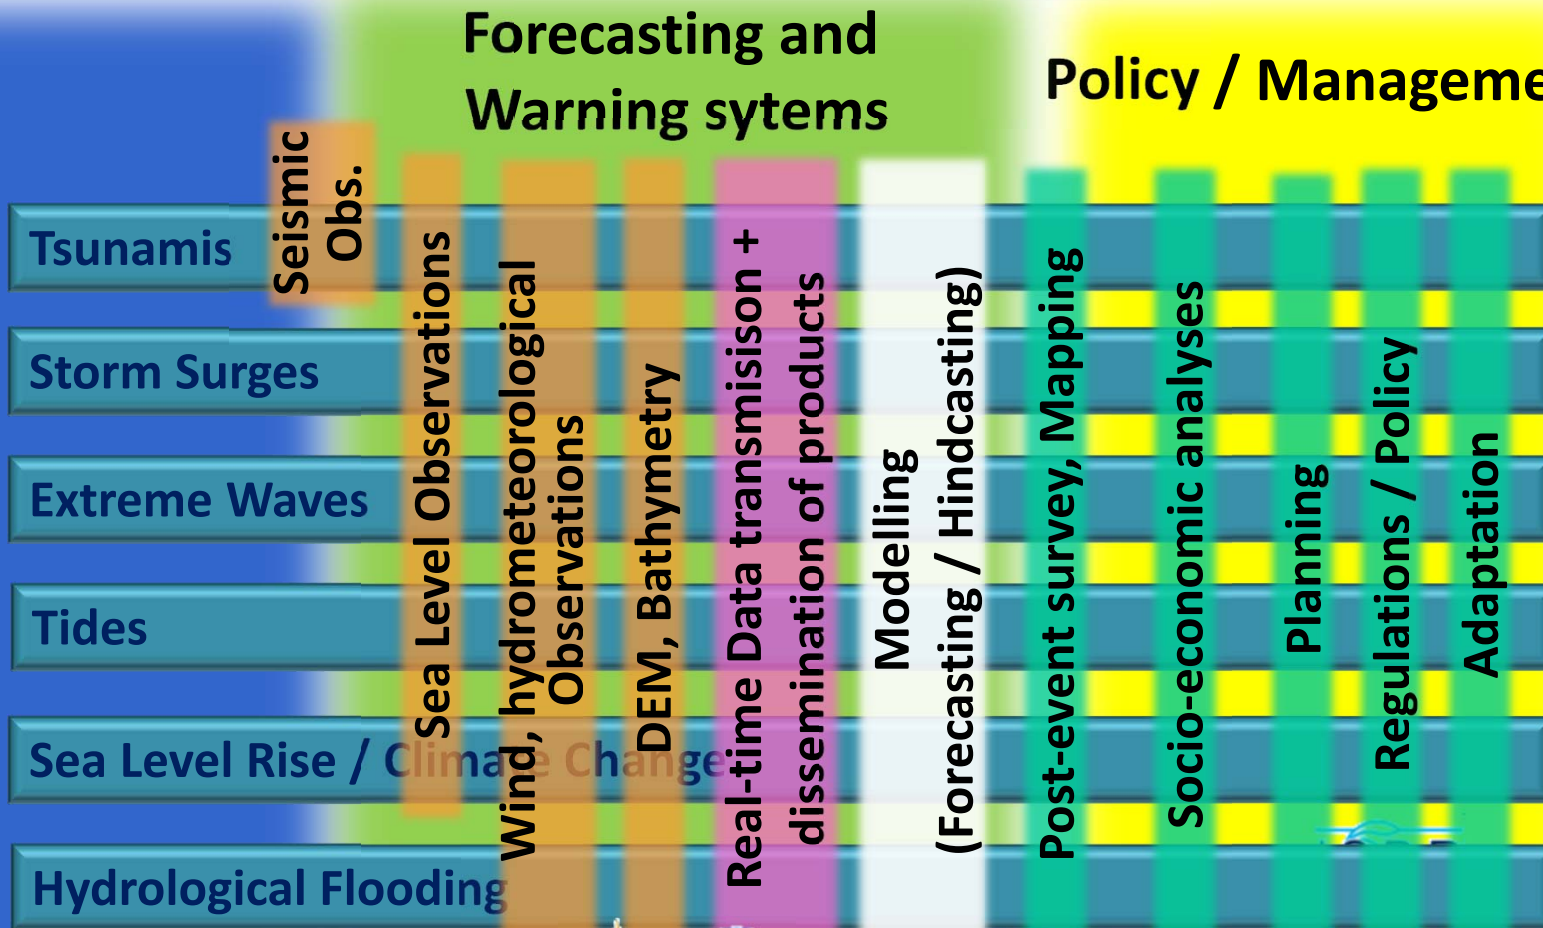 Forecasting and
Warning sytems
Policy / Manageme
Seismic
Obs.
Sea Level Observations
Wind, hydrometeorological
Observations
DEM, Bathymetry
Real-time Data transmisison +
dissemination of products
Modelling
(Forecasting / Hindcasting)
Post-event survey, Mapping
Socio-economic analyses
Planning
Regulations / Policy
Adaptation
Tsunamis
Storm Surges
Extreme Waves
Tides
Sea Level Rise / Climate Change
Hydrological Flooding